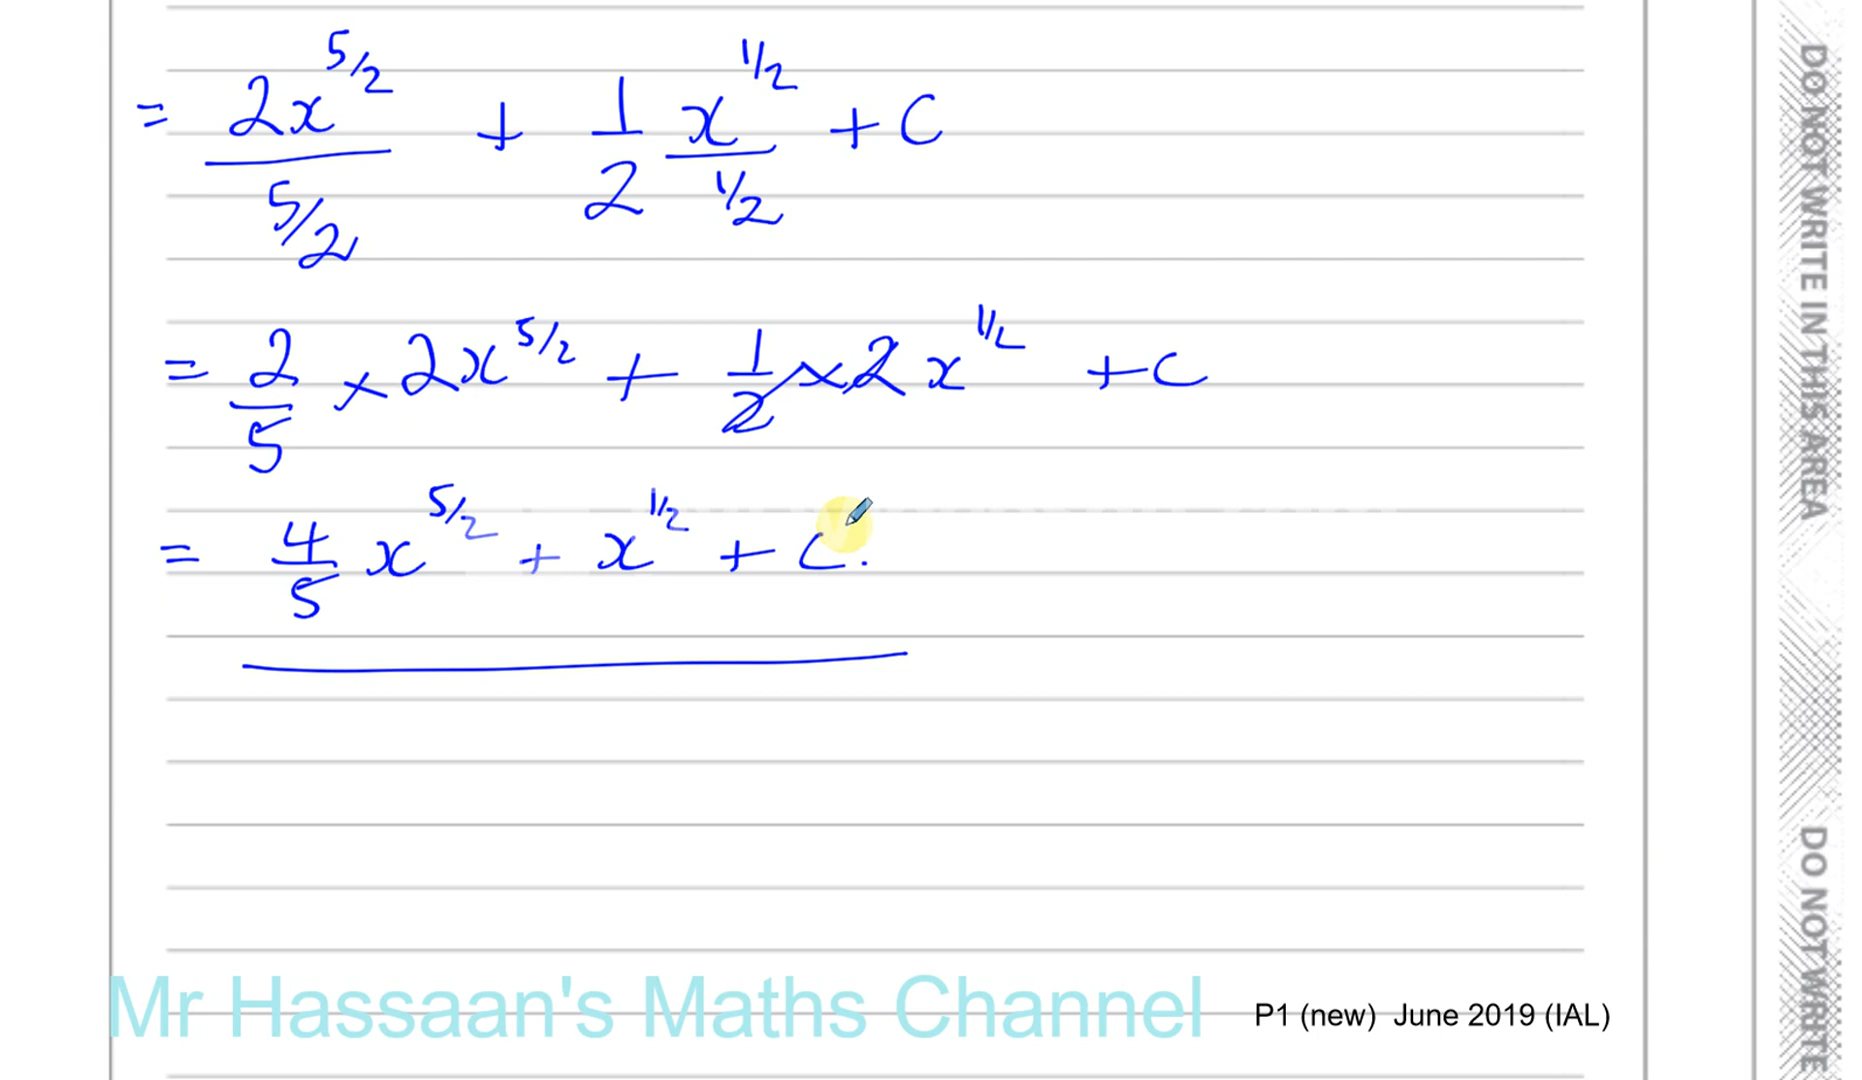 = 2x^5/2 / 5/2 + 1/2 x^1/2 / 1/2 + C
= 2/5 × 2x^5/2 + 1/2 × 2x^1/2 + C
= 4/5 x^5/2 + x^1/2 + C.
Mr Hassaan's Maths Channel
P1 (new) June 2019 (IAL)
DO NOT WRITE IN THIS AREA
DO NOT WRITE